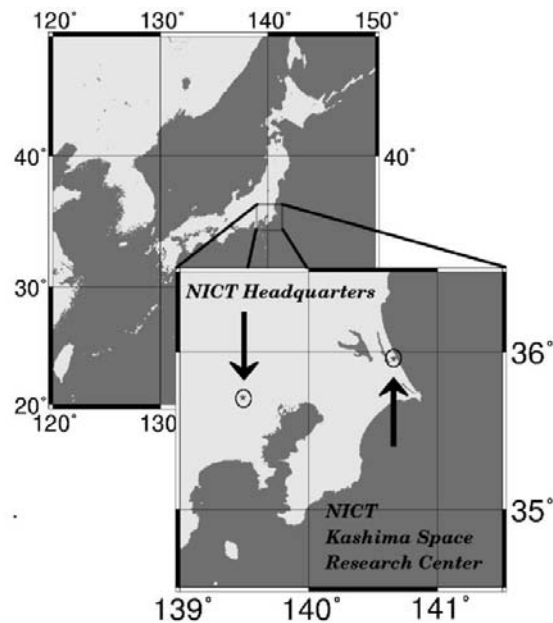 120° 130° 140° 150°
40° 40°
30°
20°
120° 130
NICT Headquarters
36°
35°
NICT
Kashima Space
Research Center
139° 140° 141°